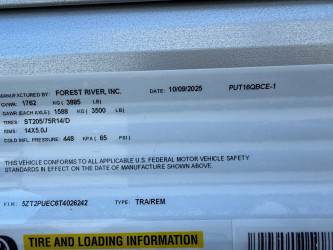 MANUFACTURED BY: FOREST RIVER, INC. DATE: 10/09/2025 PUT16QBCE-1
GVWR: 1762 KG ( 3885 LB)
GAWR (EACH AXLE) 1588 KG ( 3500 LB)
TIRES: ST205/75R14/D
RIMS: 14X5.0J
COLD INFL. PRESSURE: 448 KPA ( 65 PSI)
THIS VEHICLE CONFORMS TO ALL APPLICABLE U.S. FEDERAL MOTOR VEHICLE SAFETY
STANDARDS IN EFFECT ON THE DATE OF MANUFACTURE SHOWN ABOVE.
VIN: 5ZT2PUEC6T4026242 TYPE: TRA/REM
TIRE AND LOADING INFORMATION